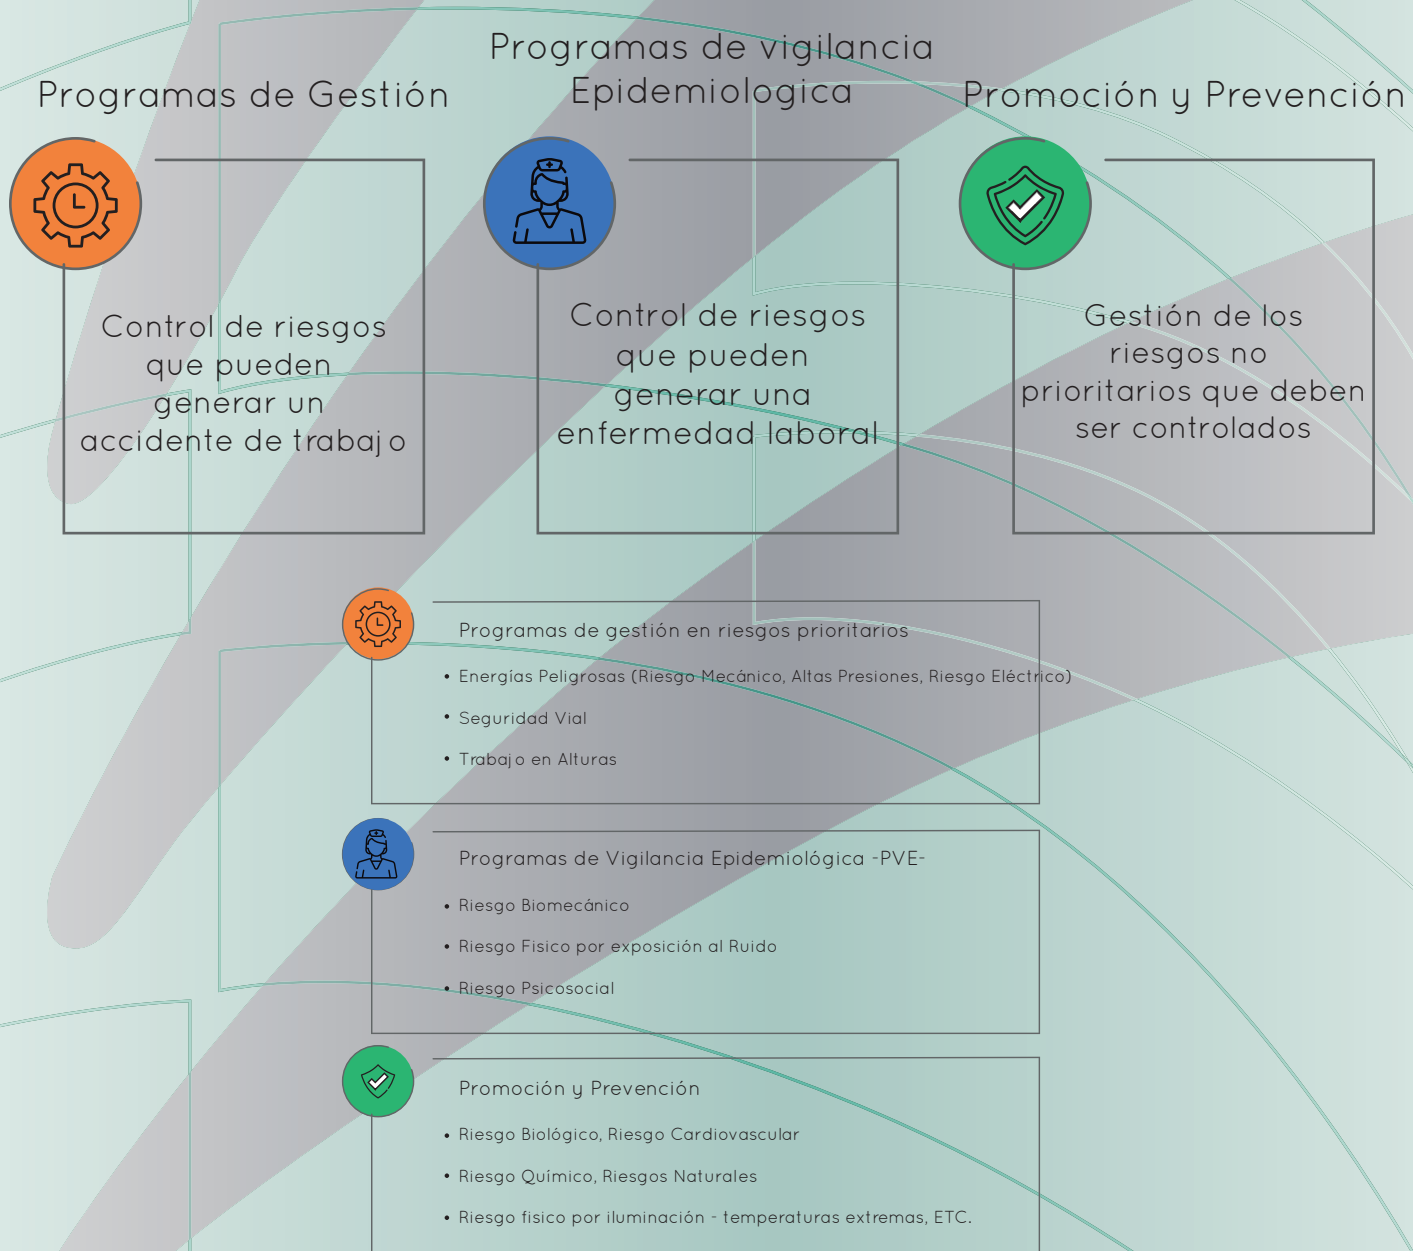 Programas de Gestión
Control de riesgos
que pueden
generar un
accidente de trabajo
Programas de vigilancia
Epidemiologica
Control de riesgos
que pueden
generar una
enfermedad laboral
Promoción y Prevención
Gestión de los
riesgos no
prioritarios que deben
ser controlados
Programas de gestión en riesgos prioritarios
• Energías Peligrosas (Riesgo Mecánico, Altas Presiones, Riesgo Eléctrico)
• Seguridad Vial
• Trabajo en Alturas
Programas de Vigilancia Epidemiológica -PVE-
• Riesgo Biomecánico
• Riesgo Fisico por exposición al Ruido
• Riesgo Psicosocial
Promoción y Prevención
• Riesgo Biológico, Riesgo Cardiovascular
• Riesgo Químico, Riesgos Naturales
• Riesgo fisico por iluminación - temperaturas extremas, ETC.